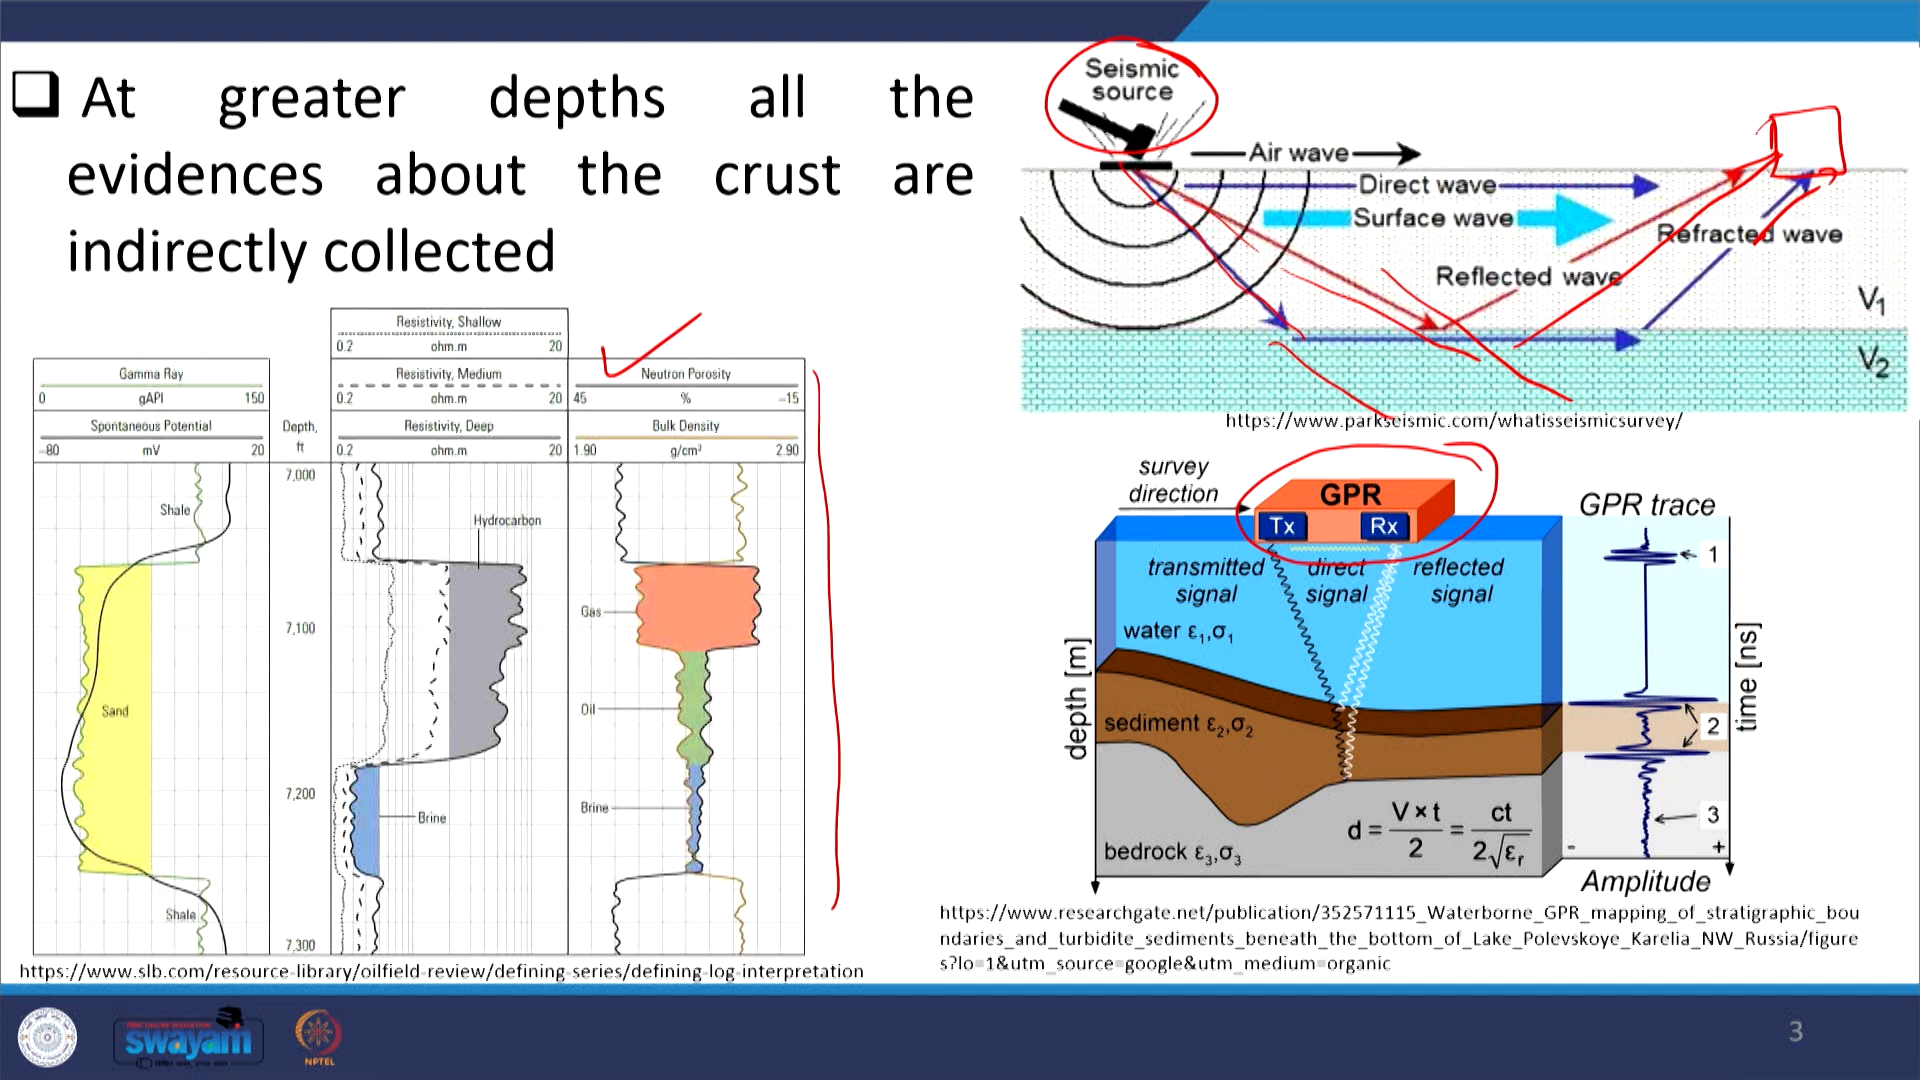 At greater depths all the
evidences about the crust are
indirectly collected
Seismic
source
Air wave
Direct wave
Surface wave
Refracted wave
Reflected wave
V1
V2
https://www.parkseismic.com/whatisseismicsurvey/
Resistivity, Shallow
0.2 ohm.m 20
Gamma Ray
0 gAPI 150
Resistivity, Medium
0.2 ohm.m 20
Neutron Porosity
45 % –15
Spontaneous Potential
–80 mV 20
Depth,
ft
Resistivity, Deep
0.2 ohm.m 20
Bulk Density
1.90 g/cm³ 2.90
7,000
Shale
Hydrocarbon
Gas
7,100
Sand
Oil
7,200
Brine
Brine
Shale
7,300
https://www.slb.com/resource-library/oilfield-review/defining-series/defining-log-interpretation
survey
direction
GPR
Tx Rx
GPR trace
transmitted
signal
direct
signal
reflected
signal
water ε1,σ1
sediment ε2,σ2
bedrock ε3,σ3
d = V × t / 2 = ct / 2√εr
depth [m]
time [ns]
1
2
3
- +
Amplitude
https://www.researchgate.net/publication/352571115_Waterborne_GPR_mapping_of_stratigraphic_bou
ndaries_and_turbidite_sediments_beneath_the_bottom_of_Lake_Polevskoye_Karelia_NW_Russia/figure
s?lo=1&utm_source=google&utm_medium=organic
swayam
NPTEL
3